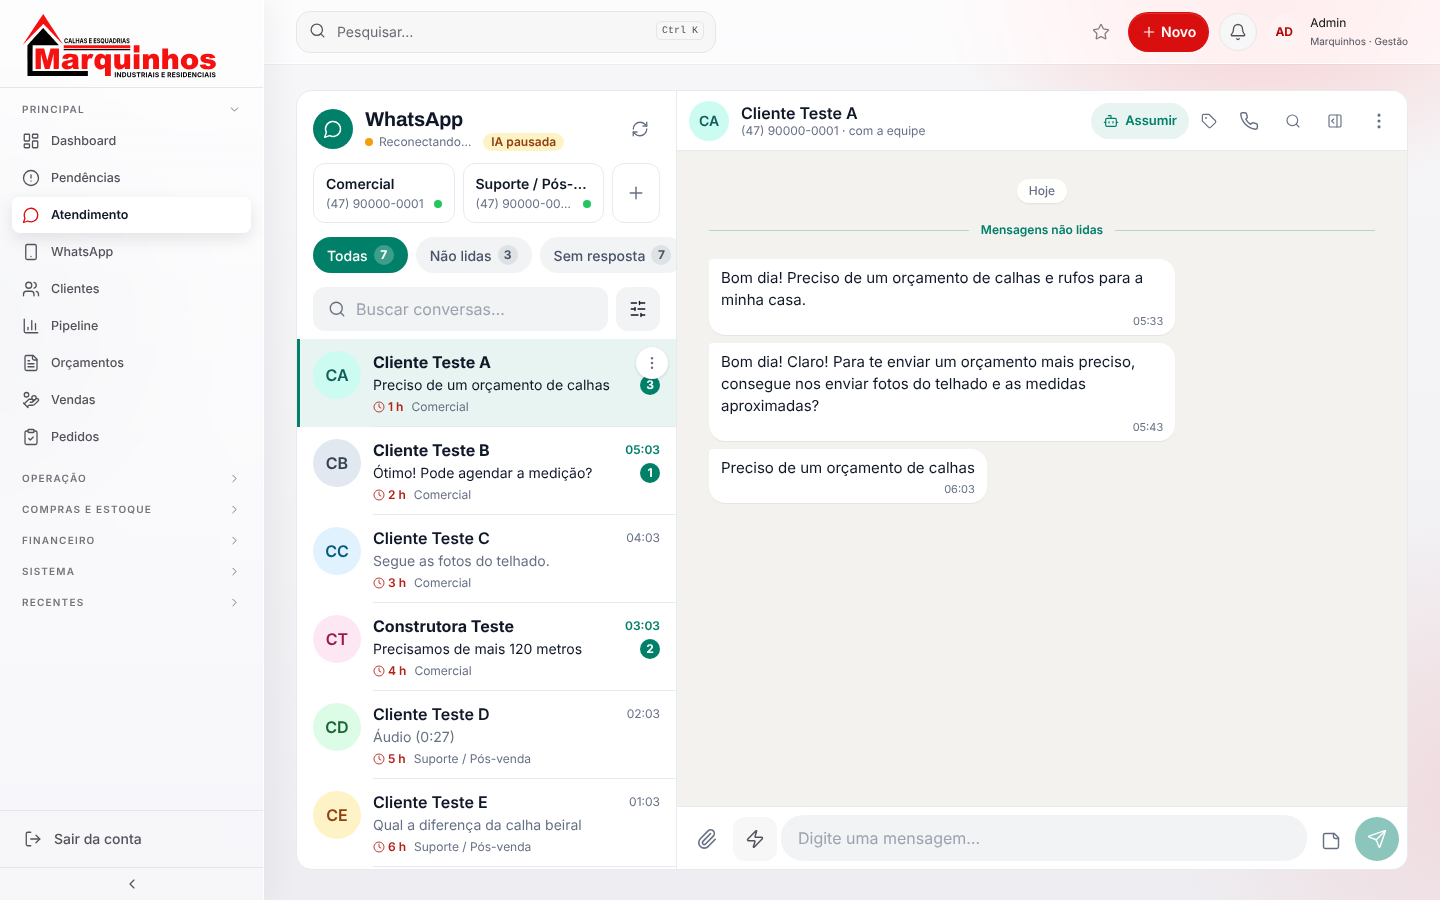 CALHAS E ESQUADRIAS
Marquinhos
INDUSTRIAIS E RESIDENCIAIS
PRINCIPAL
Dashboard
Pendências
Atendimento
WhatsApp
Clientes
Pipeline
Orçamentos
Vendas
Pedidos
OPERAÇÃO
COMPRAS E ESTOQUE
FINANCEIRO
SISTEMA
RECENTES
Sair da conta
Pesquisar...
Ctrl K
Novo
AD
Admin
Marquinhos · Gestão
WhatsApp
Reconectando...
IA pausada
Comercial
(47) 90000-0001
Suporte / Pós-...
(47) 90000-00...
Todas 7
Não lidas 3
Sem resposta 7
Buscar conversas...
CA
Cliente Teste A
Preciso de um orçamento de calhas
3
1 h Comercial
CB
Cliente Teste B
05:03
Ótimo! Pode agendar a medição?
1
2 h Comercial
CC
Cliente Teste C
04:03
Segue as fotos do telhado.
3 h Comercial
CT
Construtora Teste
03:03
Precisamos de mais 120 metros
2
4 h Comercial
CD
Cliente Teste D
02:03
Áudio (0:27)
5 h Suporte / Pós-venda
CE
Cliente Teste E
01:03
Qual a diferença da calha beiral
6 h Suporte / Pós-venda
CA
Cliente Teste A
(47) 90000-0001 · com a equipe
Assumir
Hoje
Mensagens não lidas
Bom dia! Preciso de um orçamento de calhas e rufos para a
minha casa.
05:33
Bom dia! Claro! Para te enviar um orçamento mais preciso,
consegue nos enviar fotos do telhado e as medidas
aproximadas?
05:43
Preciso de um orçamento de calhas
06:03
Digite uma mensagem...